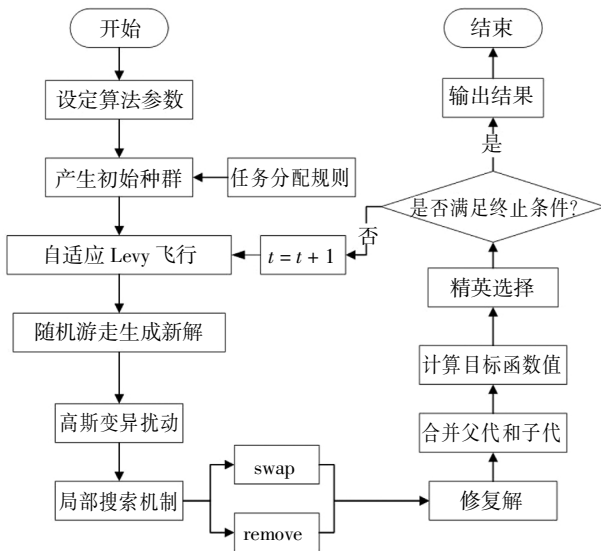 开始
设定算法参数
产生初始种群
任务分配规则
自适应 Levy 飞行
t = t + 1
随机游走生成新解
高斯变异扰动
局部搜索机制
swap
remove
修复解
合并父代和子代
计算目标函数值
精英选择
是否满足终止条件?
否
是
输出结果
结束